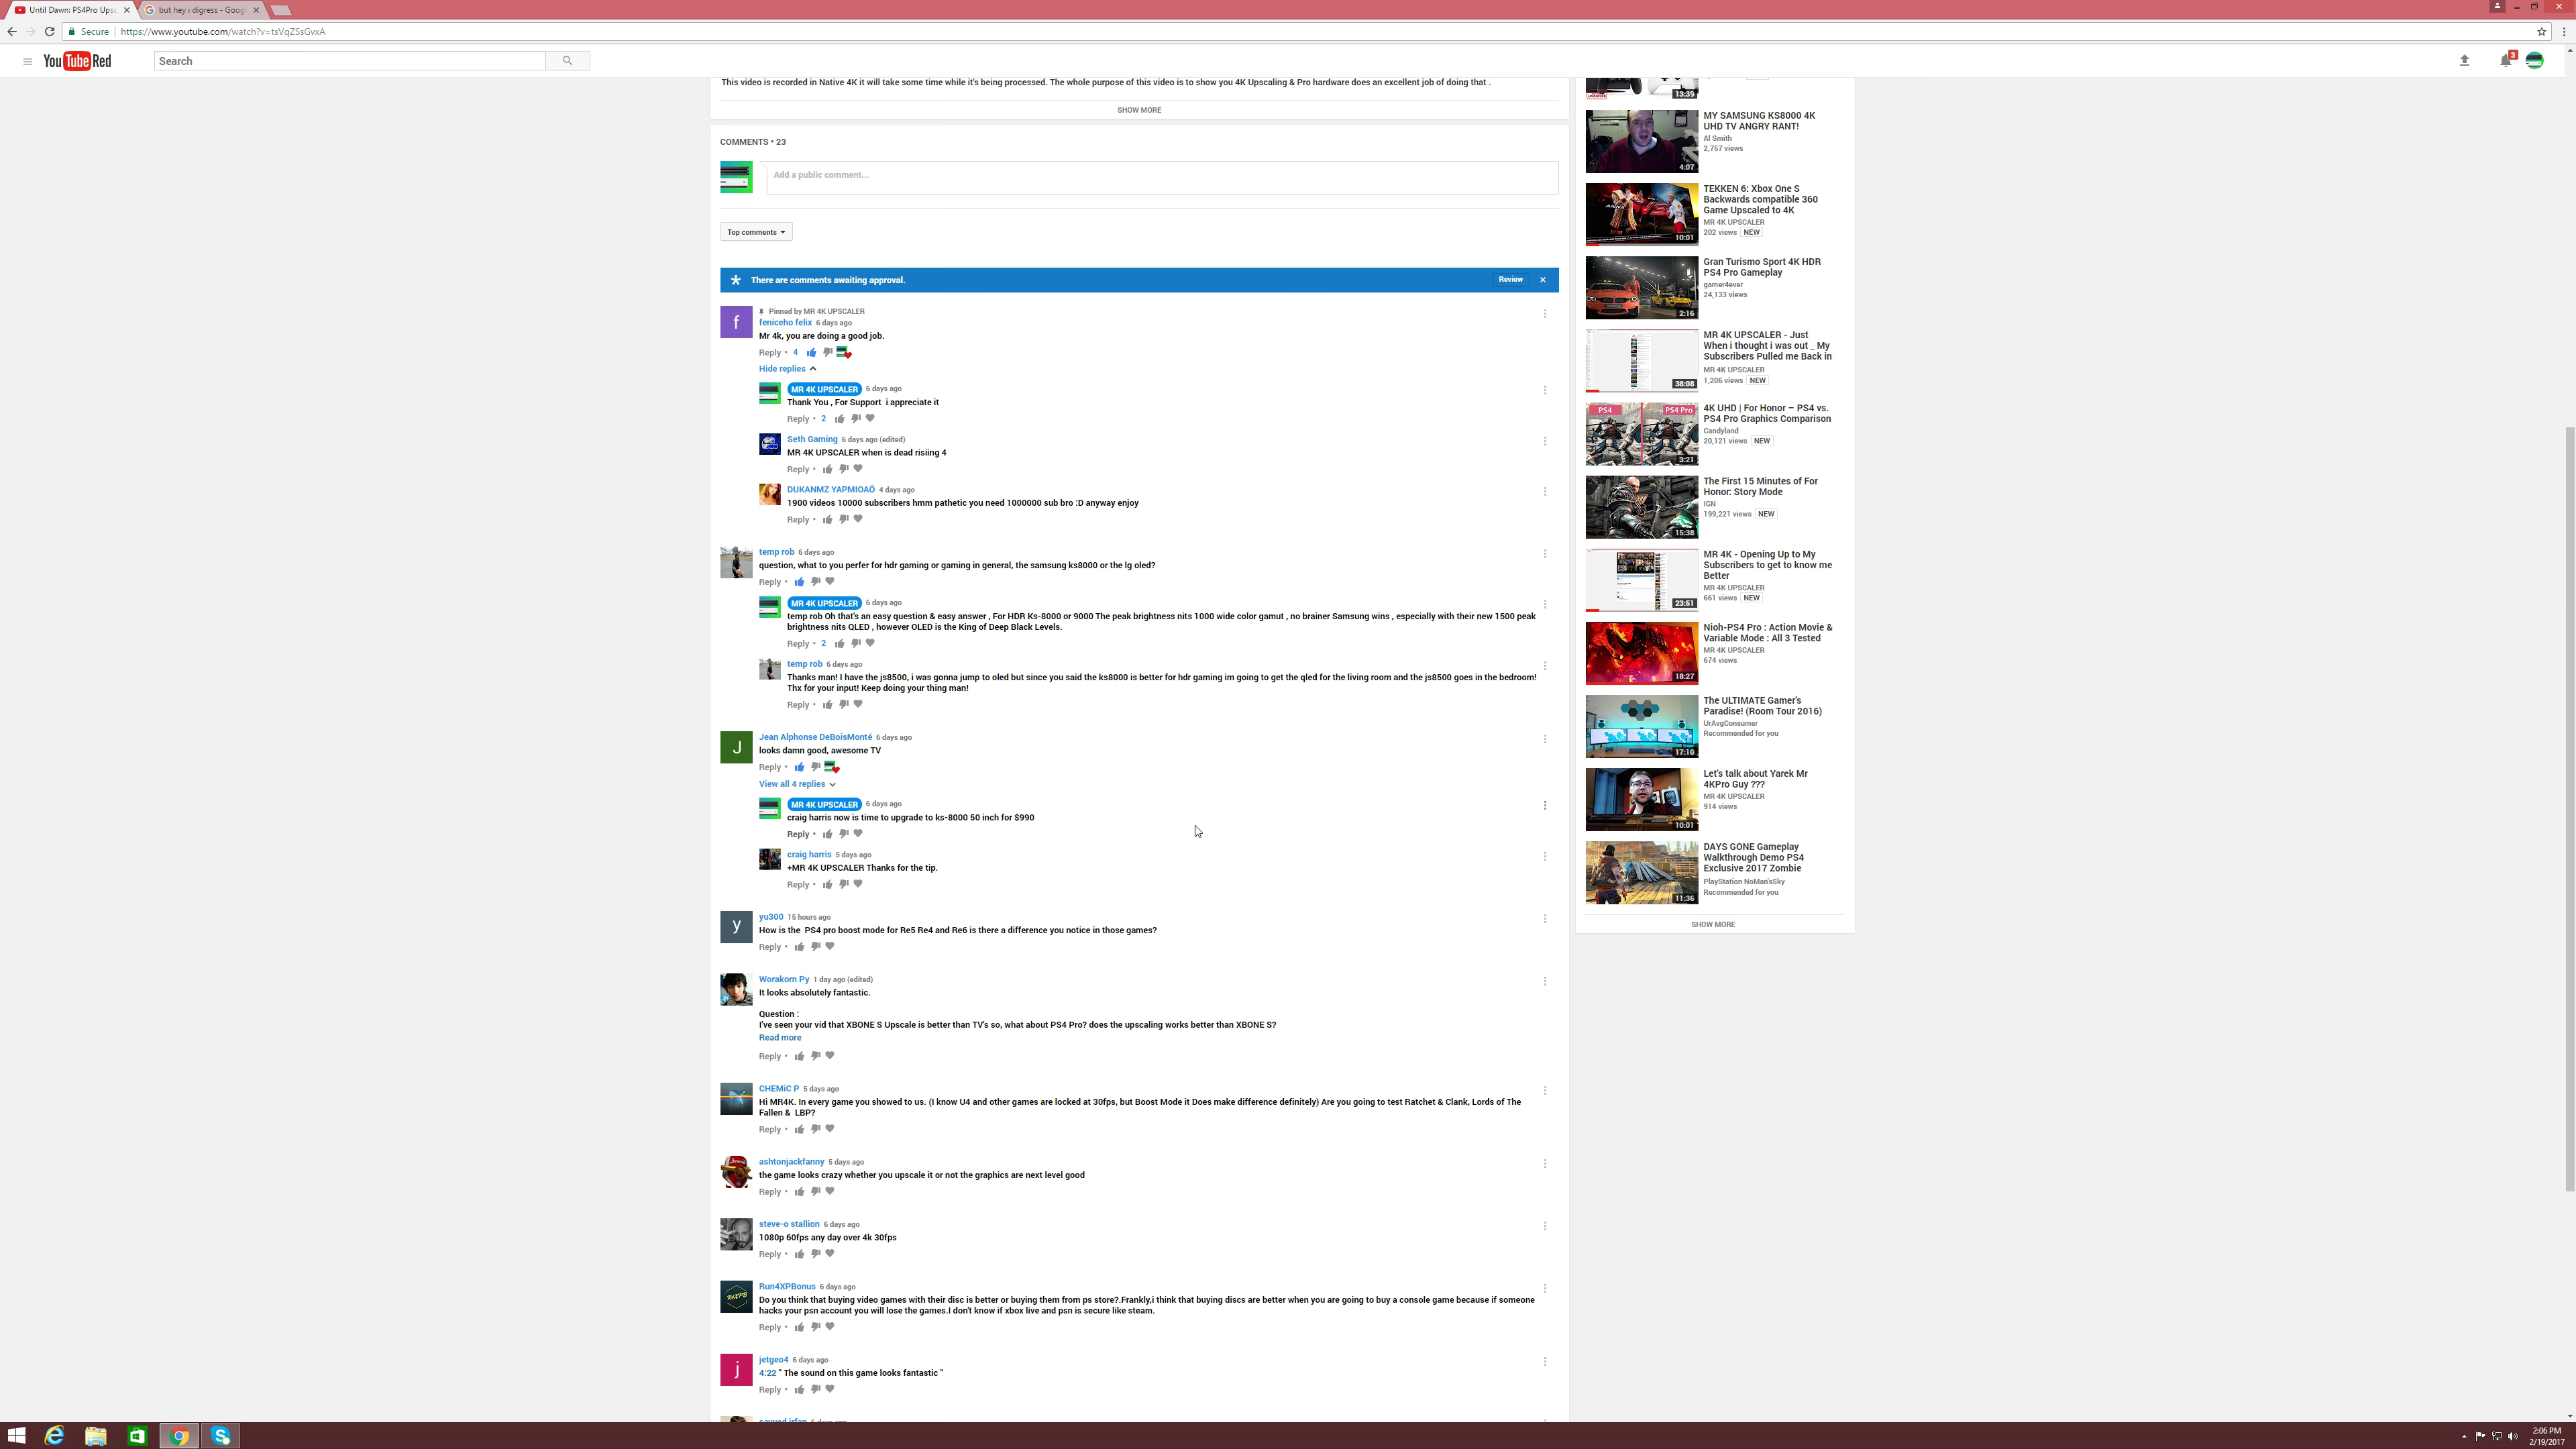 Until Dawn: PS4Pro Upsc
but hey i digress - Goog
Secure
https://www.youtube.com/watch?v=tsVqZSsGvxA
YouTube Red
Search
3
This video is recorded in Native 4K it will take some time while it's being processed. The whole purpose of this video is to show you 4K Upscaling & Pro hardware does an excellent job of doing that .
SHOW MORE
COMMENTS • 23
Add a public comment...
Top comments
There are comments awaiting approval.
Review
Pinned by MR 4K UPSCALER
f
feniceho felix 6 days ago
Mr 4k, you are doing a good job.
Reply • 4
Hide replies
MR 4K UPSCALER 6 days ago
Thank You , For Support i appreciate it
Reply • 2
Seth Gaming 6 days ago (edited)
MR 4K UPSCALER when is dead risiing 4
Reply •
DUKANMZ YAPMIOAÖ 4 days ago
1900 videos 10000 subscribers hmm pathetic you need 1000000 sub bro :D anyway enjoy
Reply •
temp rob 6 days ago
question, what to you perfer for hdr gaming or gaming in general, the samsung ks8000 or the lg oled?
Reply •
MR 4K UPSCALER 6 days ago
temp rob Oh that's an easy question & easy answer , For HDR Ks-8000 or 9000 The peak brightness nits 1000 wide color gamut , no brainer Samsung wins , especially with their new 1500 peak
brightness nits QLED , however OLED is the King of Deep Black Levels.
Reply • 2
temp rob 6 days ago
Thanks man! I have the js8500, i was gonna jump to oled but since you said the ks8000 is better for hdr gaming im going to get the qled for the living room and the js8500 goes in the bedroom!
Thx for your input! Keep doing your thing man!
Reply •
J
Jean Alphonse DeBoisMonté 6 days ago
looks damn good, awesome TV
Reply •
View all 4 replies
MR 4K UPSCALER 6 days ago
craig harris now is time to upgrade to ks-8000 50 inch for $990
Reply •
craig harris 5 days ago
+MR 4K UPSCALER Thanks for the tip.
Reply •
y
yu300 15 hours ago
How is the PS4 pro boost mode for Re5 Re4 and Re6 is there a difference you notice in those games?
Reply •
Worakorn Py 1 day ago (edited)
It looks absolutely fantastic.
Question :
I've seen your vid that XBONE S Upscale is better than TV's so, what about PS4 Pro? does the upscaling works better than XBONE S?
Read more
Reply •
CHEMiC P 5 days ago
Hi MR4K. In every game you showed to us. (I know U4 and other games are locked at 30fps, but Boost Mode it Does make difference definitely) Are you going to test Ratchet & Clank, Lords of The
Fallen & LBP?
Reply •
ashtonjackfanny 5 days ago
the game looks crazy whether you upscale it or not the graphics are next level good
Reply •
steve-o stallion 6 days ago
1080p 60fps any day over 4k 30fps
Reply •
Run4XPBonus 6 days ago
Do you think that buying video games with their disc is better or buying them from ps store?.Frankly,i think that buying discs are better when you are going to buy a console game because if someone
hacks your psn account you will lose the games.I don't know if xbox live and psn is secure like steam.
Reply •
j
jetgeo4 6 days ago
4:22 " The sound on this game looks fantastic "
Reply •
13:39
MY SAMSUNG KS8000 4K
UHD TV ANGRY RANT!
Al Smith
2,757 views
4:07
TEKKEN 6: Xbox One S
Backwards compatible 360
Game Upscaled to 4K
MR 4K UPSCALER
202 views NEW
10:01
Gran Turismo Sport 4K HDR
PS4 Pro Gameplay
gamer4ever
24,133 views
2:16
MR 4K UPSCALER - Just
When i thought i was out _ My
Subscribers Pulled me Back in
MR 4K UPSCALER
1,206 views NEW
38:08
PS4
PS4 Pro
4K UHD | For Honor – PS4 vs.
PS4 Pro Graphics Comparison
Candyland
20,121 views NEW
3:21
The First 15 Minutes of For
Honor: Story Mode
IGN
199,221 views NEW
15:38
MR 4K - Opening Up to My
Subscribers to get to know me
Better
MR 4K UPSCALER
661 views NEW
23:51
Nioh-PS4 Pro : Action Movie &
Variable Mode : All 3 Tested
MR 4K UPSCALER
674 views
18:27
The ULTIMATE Gamer's
Paradise! (Room Tour 2016)
UrAvgConsumer
Recommended for you
17:10
Let's talk about Yarek Mr
4KPro Guy ???
MR 4K UPSCALER
914 views
10:01
DAYS GONE Gameplay
Walkthrough Demo PS4
Exclusive 2017 Zombie
PlayStation NoMan'sSky
Recommended for you
11:36
SHOW MORE
2:06 PM
2/19/2017